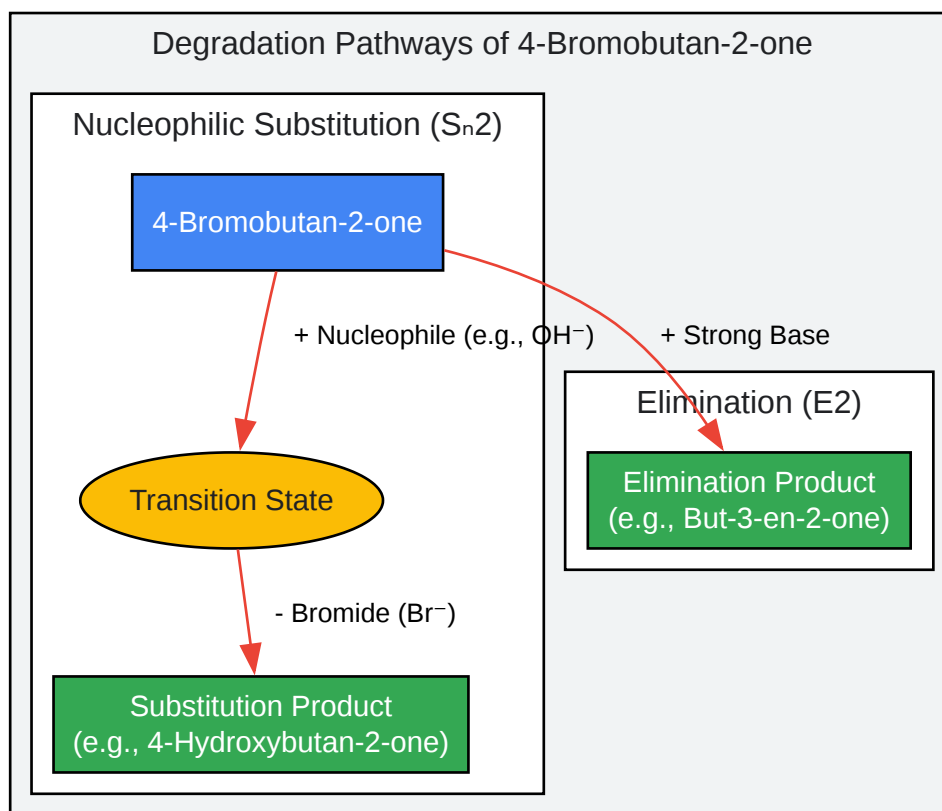 Degradation Pathways of 4-Bromobutan-2-one
Nucleophilic Substitution (Sₙ2)
4-Bromobutan-2-one
+ Nucleophile (e.g., OH⁻)
+ Strong Base
Elimination (E2)
Elimination Product
(e.g., But-3-en-2-one)
Transition State
- Bromide (Br⁻)
Substitution Product
(e.g., 4-Hydroxybutan-2-one)